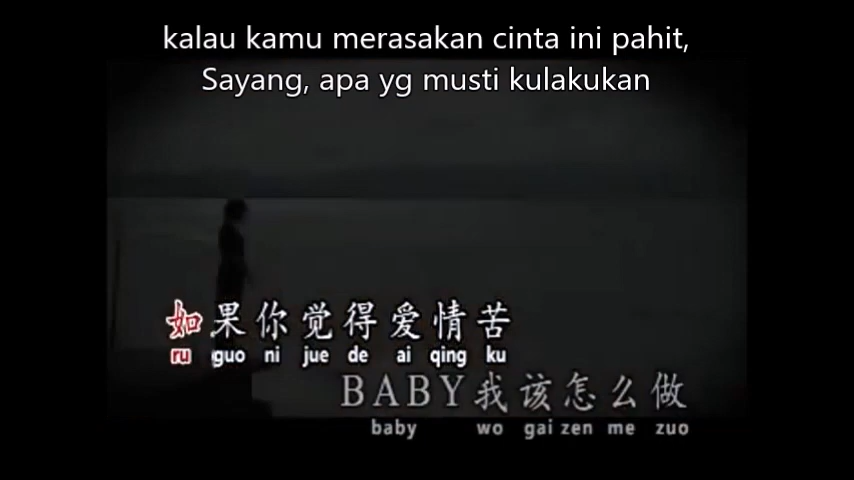 kalau kamu merasakan cinta ini pahit,
Sayang, apa yg musti kulakukan
如果你觉得爱情苦
ru guo ni jue de ai qing ku
BABY我该怎么做
baby wo gai zen me zuo